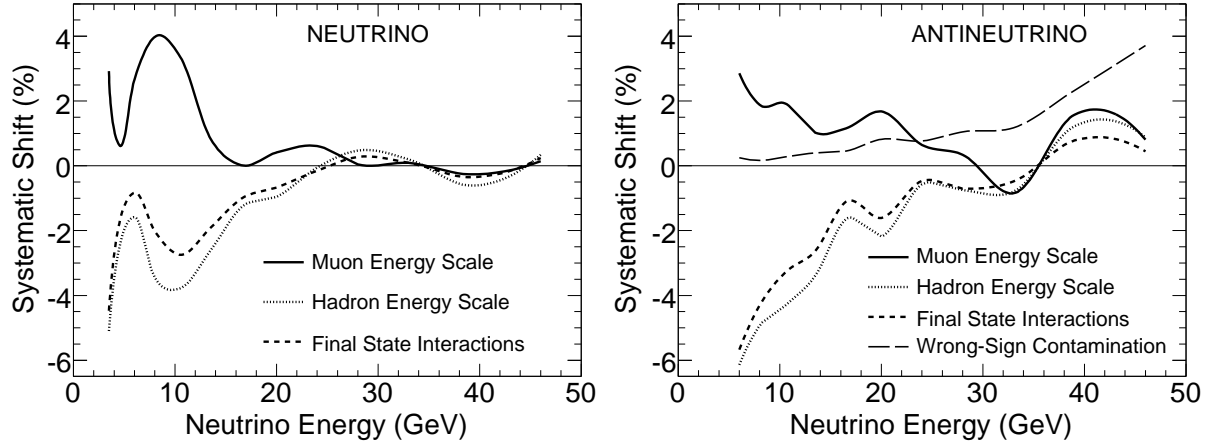 NEUTRINO
Systematic Shift (%)
4
2
0
-2
-4
-6
Muon Energy Scale
Hadron Energy Scale
Final State Interactions
0 10 20 30 40 50
Neutrino Energy (GeV)
ANTINEUTRINO
Systematic Shift (%)
4
2
0
-2
-4
-6
Muon Energy Scale
Hadron Energy Scale
Final State Interactions
Wrong-Sign Contamination
0 10 20 30 40 50
Neutrino Energy (GeV)